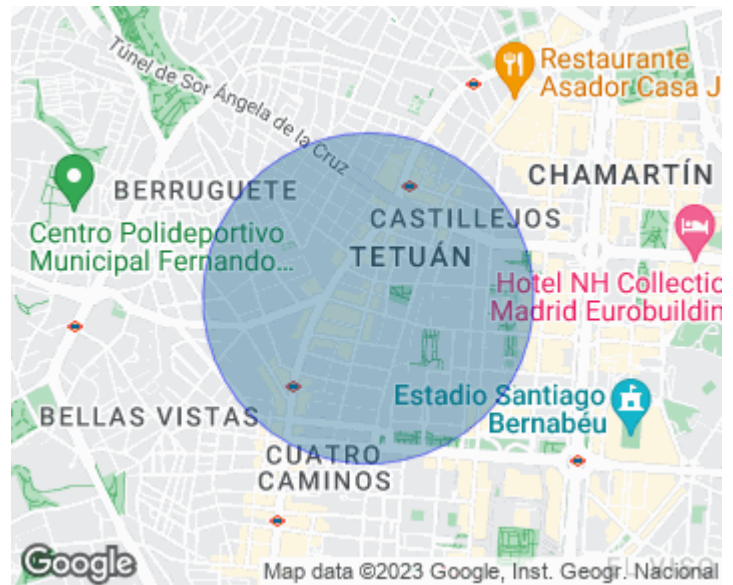 Túnel de Sor Ángela de la Cruz
Restaurante
Asador Casa J
CHAMARTÍN
BERRUGUETE
CASTILLEJOS
Centro Polideportivo
Municipal Fernando...
TETUÁN
Hotel NH Collectio
Madrid Eurobuildin
Estadio Santiago
Bernabéu
BELLAS VISTAS
CUATRO
CAMINOS
EL VISO
Google
Map data ©2023 Google, Inst. Geogr. Nacional